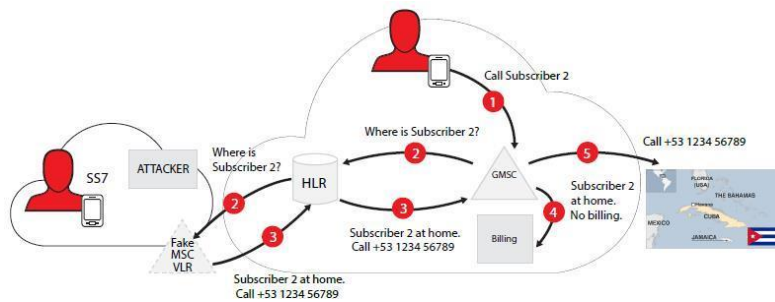 Call Subscriber 2
1
Where is Subscriber 2?
2
5
Call +53 1234 56789
SS7
ATTACKER
Where is
Subscriber 2?
HLR
GMSC
2
3
4
Subscriber 2
at home.
No billing.
FLORIDA
(USA)
THE BAHAMAS
Havana
CUBA
MEXICO
JAMAICA
Fake
MSC
VLR
3
Subscriber 2 at home.
Call +53 1234 56789
Billing
Subscriber 2 at home.
Call +53 1234 56789